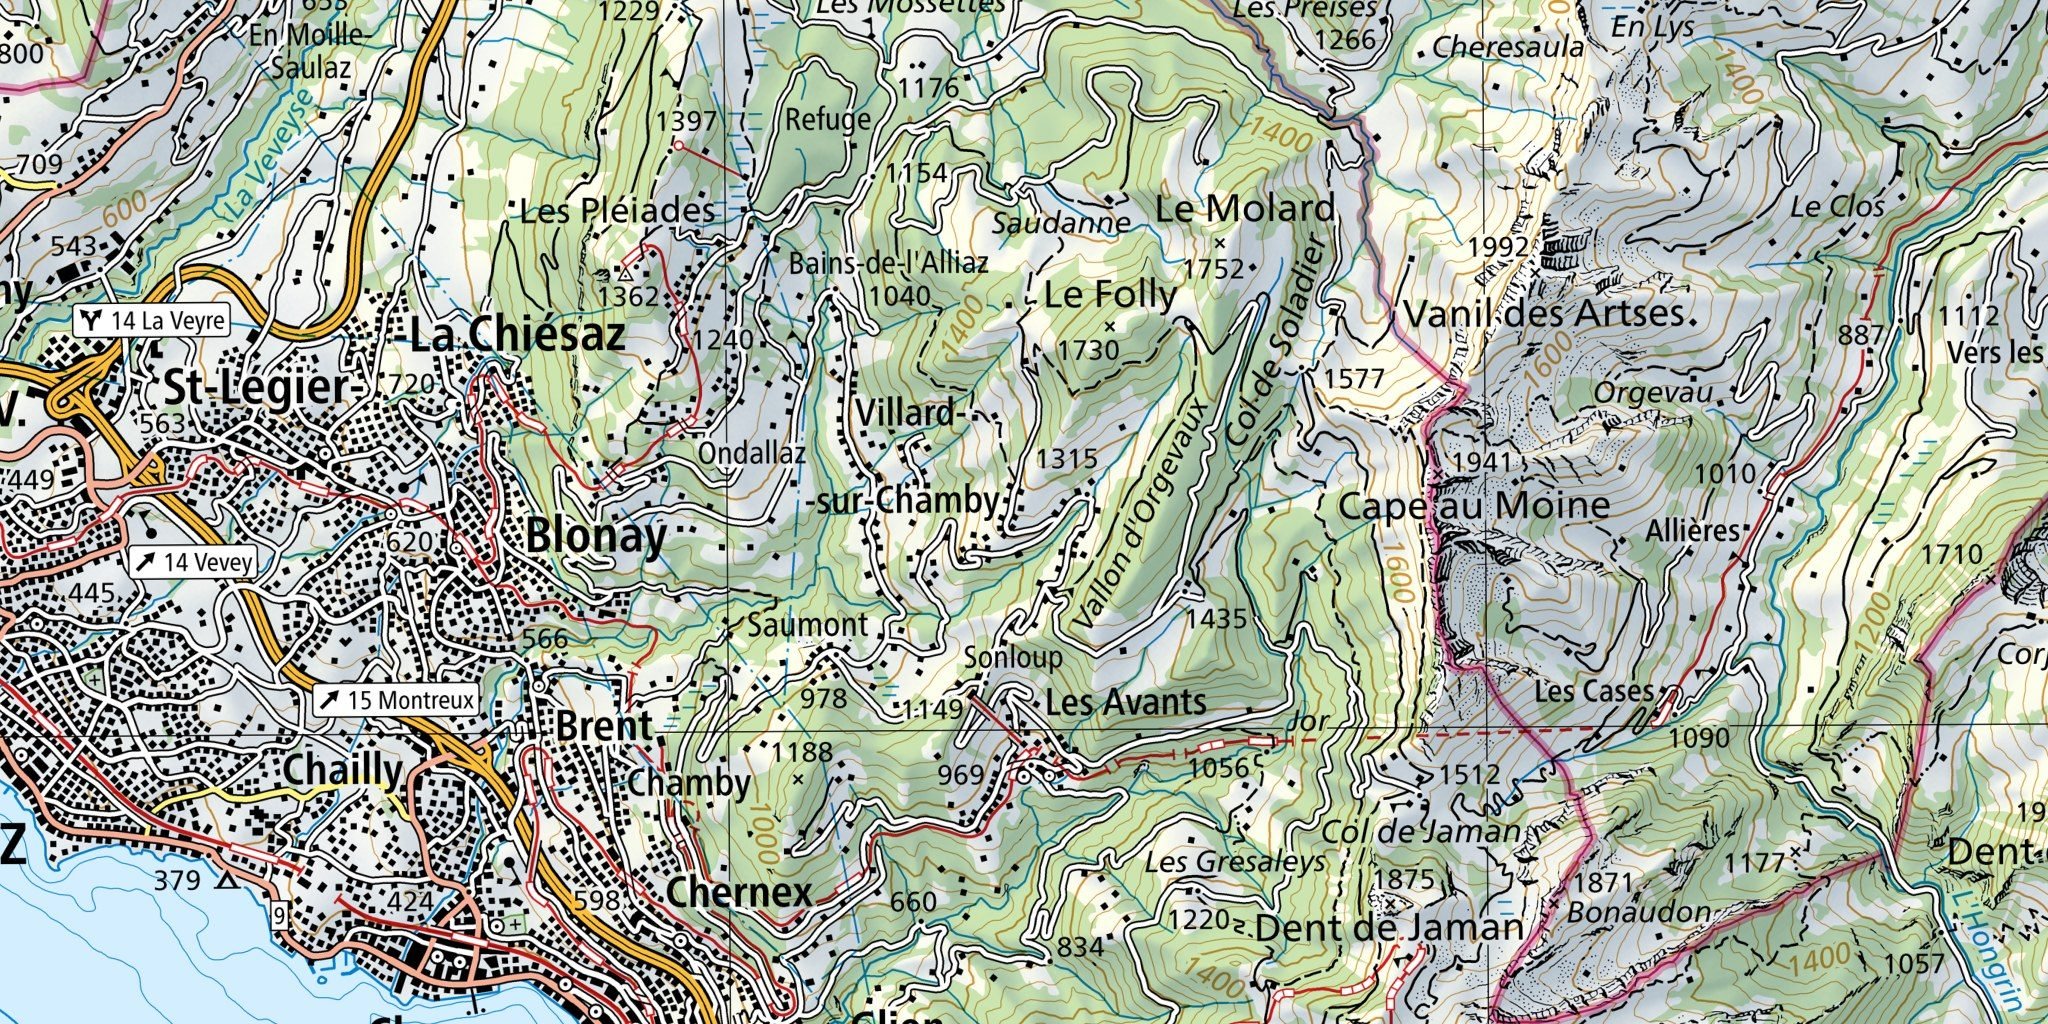 653
1229
Les Mossettes
Les Preises
1266
En Moille-
Saulaz
800
Cheresaula
En Lys
1400
1176
Refuge
1397
1400
La Veveyse
709
1154
600
Les Pléiades
Saudanne
Le Molard
Le Clos
543
1992
Bains-de-l'Alliaz
1040
1752
1362
Le Folly
Col de Soladier
Vanil des Artses
14 La Veyre
La Chiésaz
1240
1400
1730
887
1112
Vers les
1577
1600
St-Légier-
720
Orgevau
563
Villard-
Ondallaz
1315
1941
1010
449
-sur-Chamby
Cape au Moine
Vallon d'Orgevaux
Allières
Blonay
620
14 Vevey
1600
1710
445
566
Saumont
1435
1200
Sonloup
978
1149
Les Avants
Les Cases
15 Montreux
Brent
Jor
1090
1188
Chailly
Chamby
969
1056
1512
1000
Col de Jaman
Z
379
Les Gresaleys
1875
1177
Dent
424
598
Chernex
660
1220
Dent de Jaman
1871
Bonaudon
9
834
1400
1400
1057
L'Hongrin